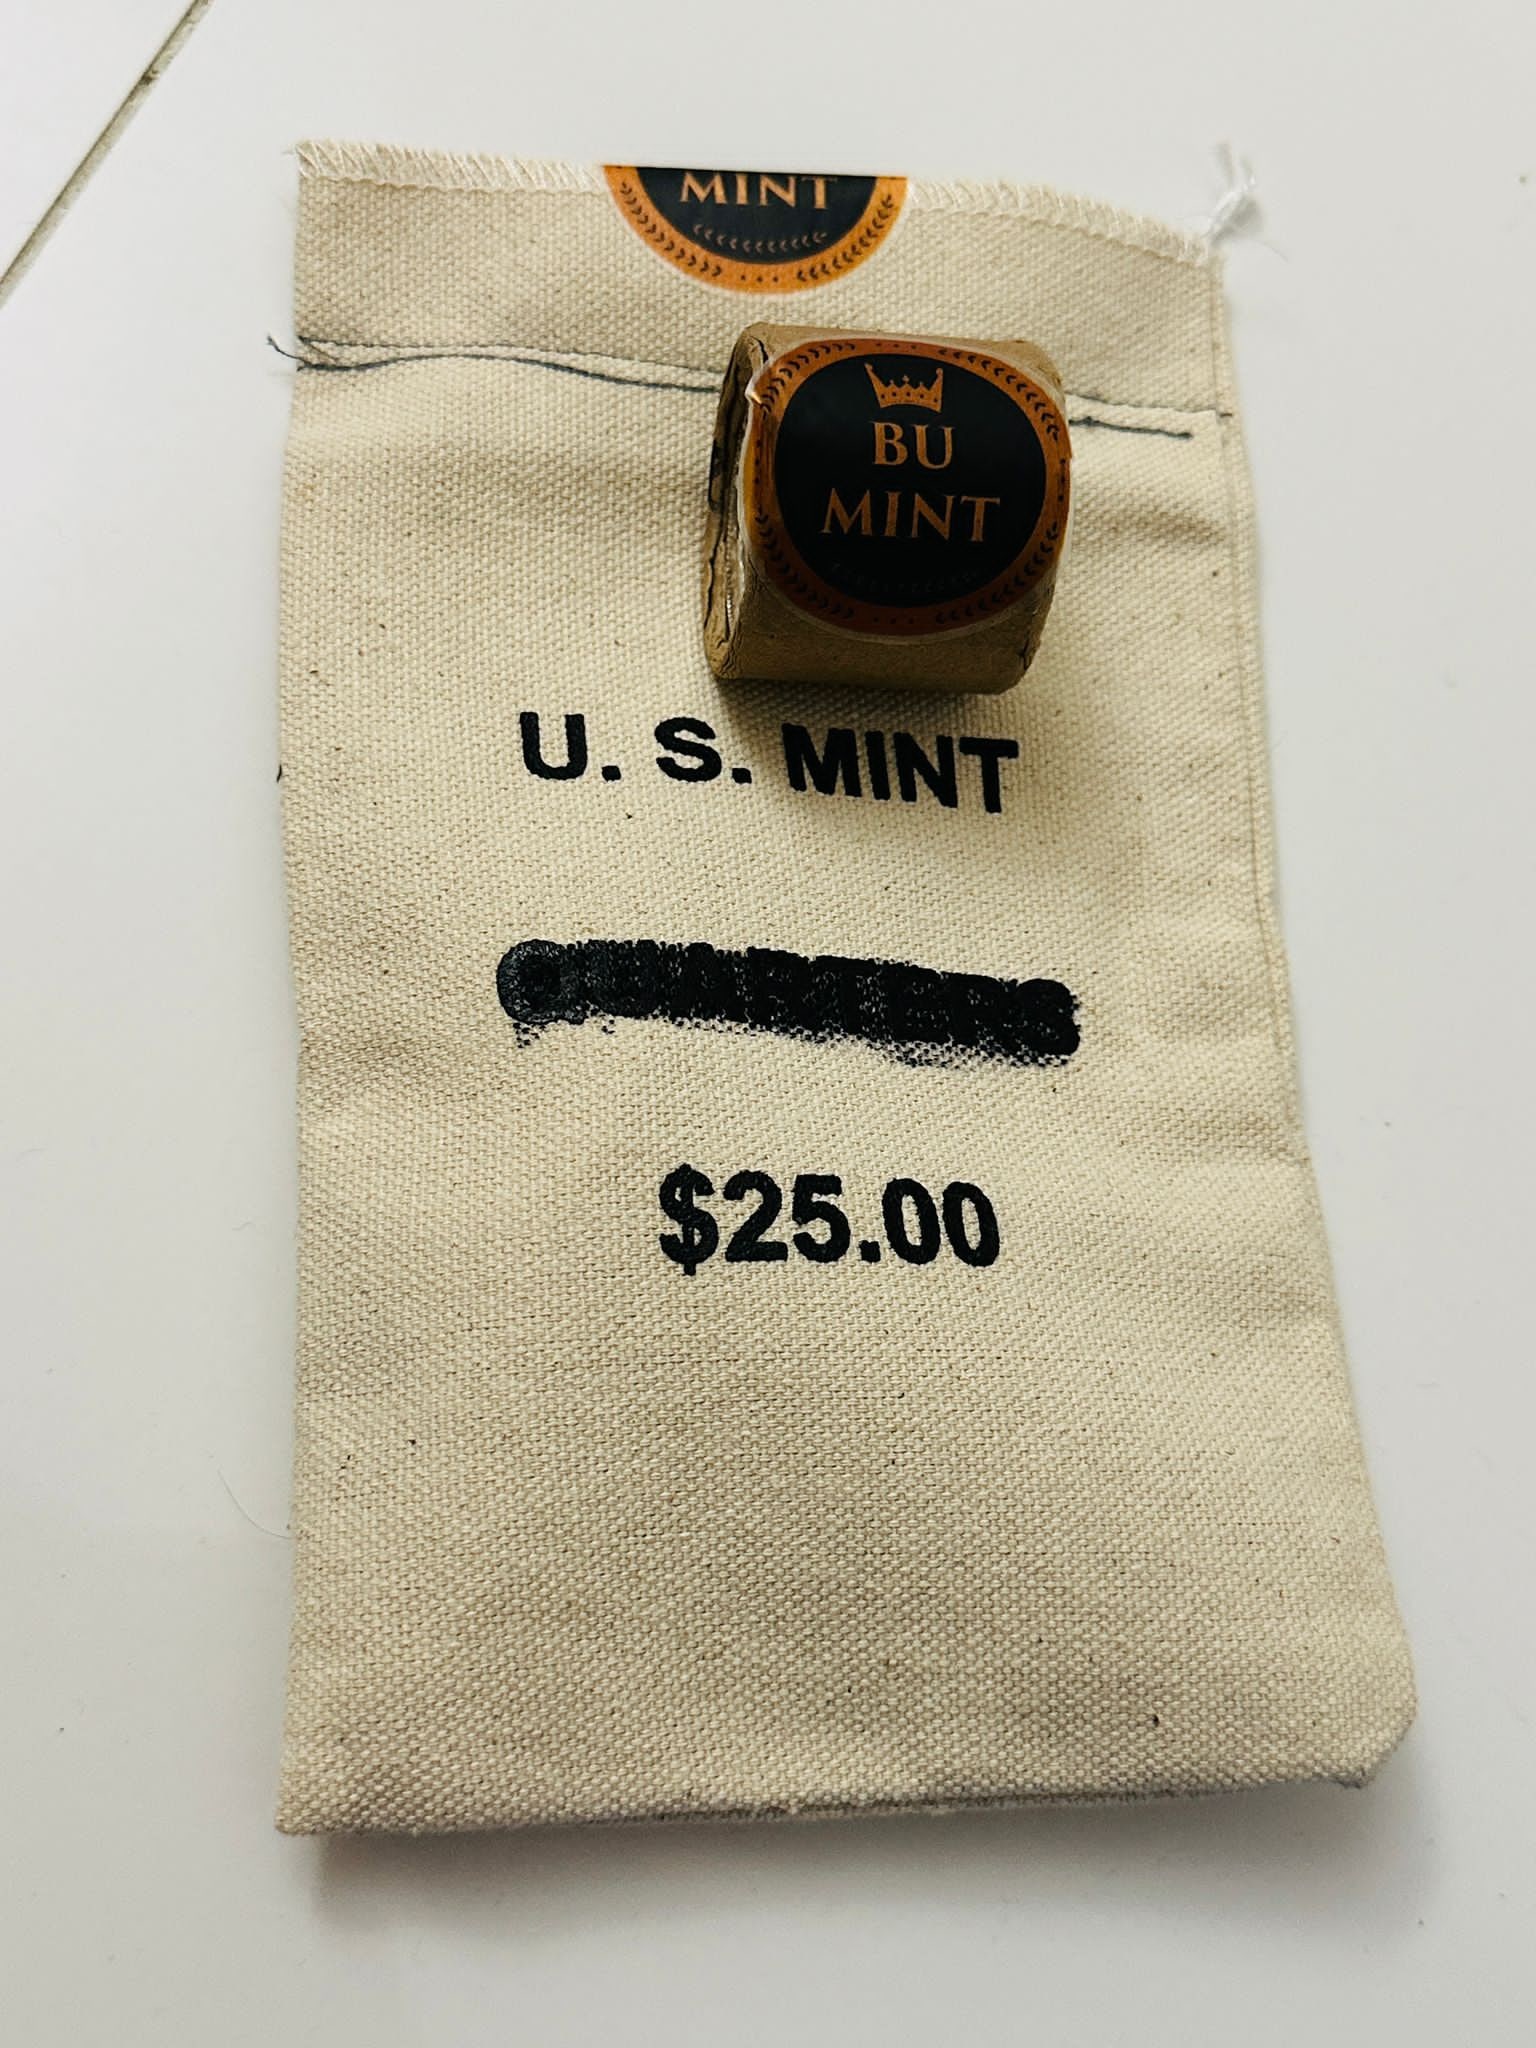 MINT
BU
MINT
U. S. MINT
QUARTERS
$25.00